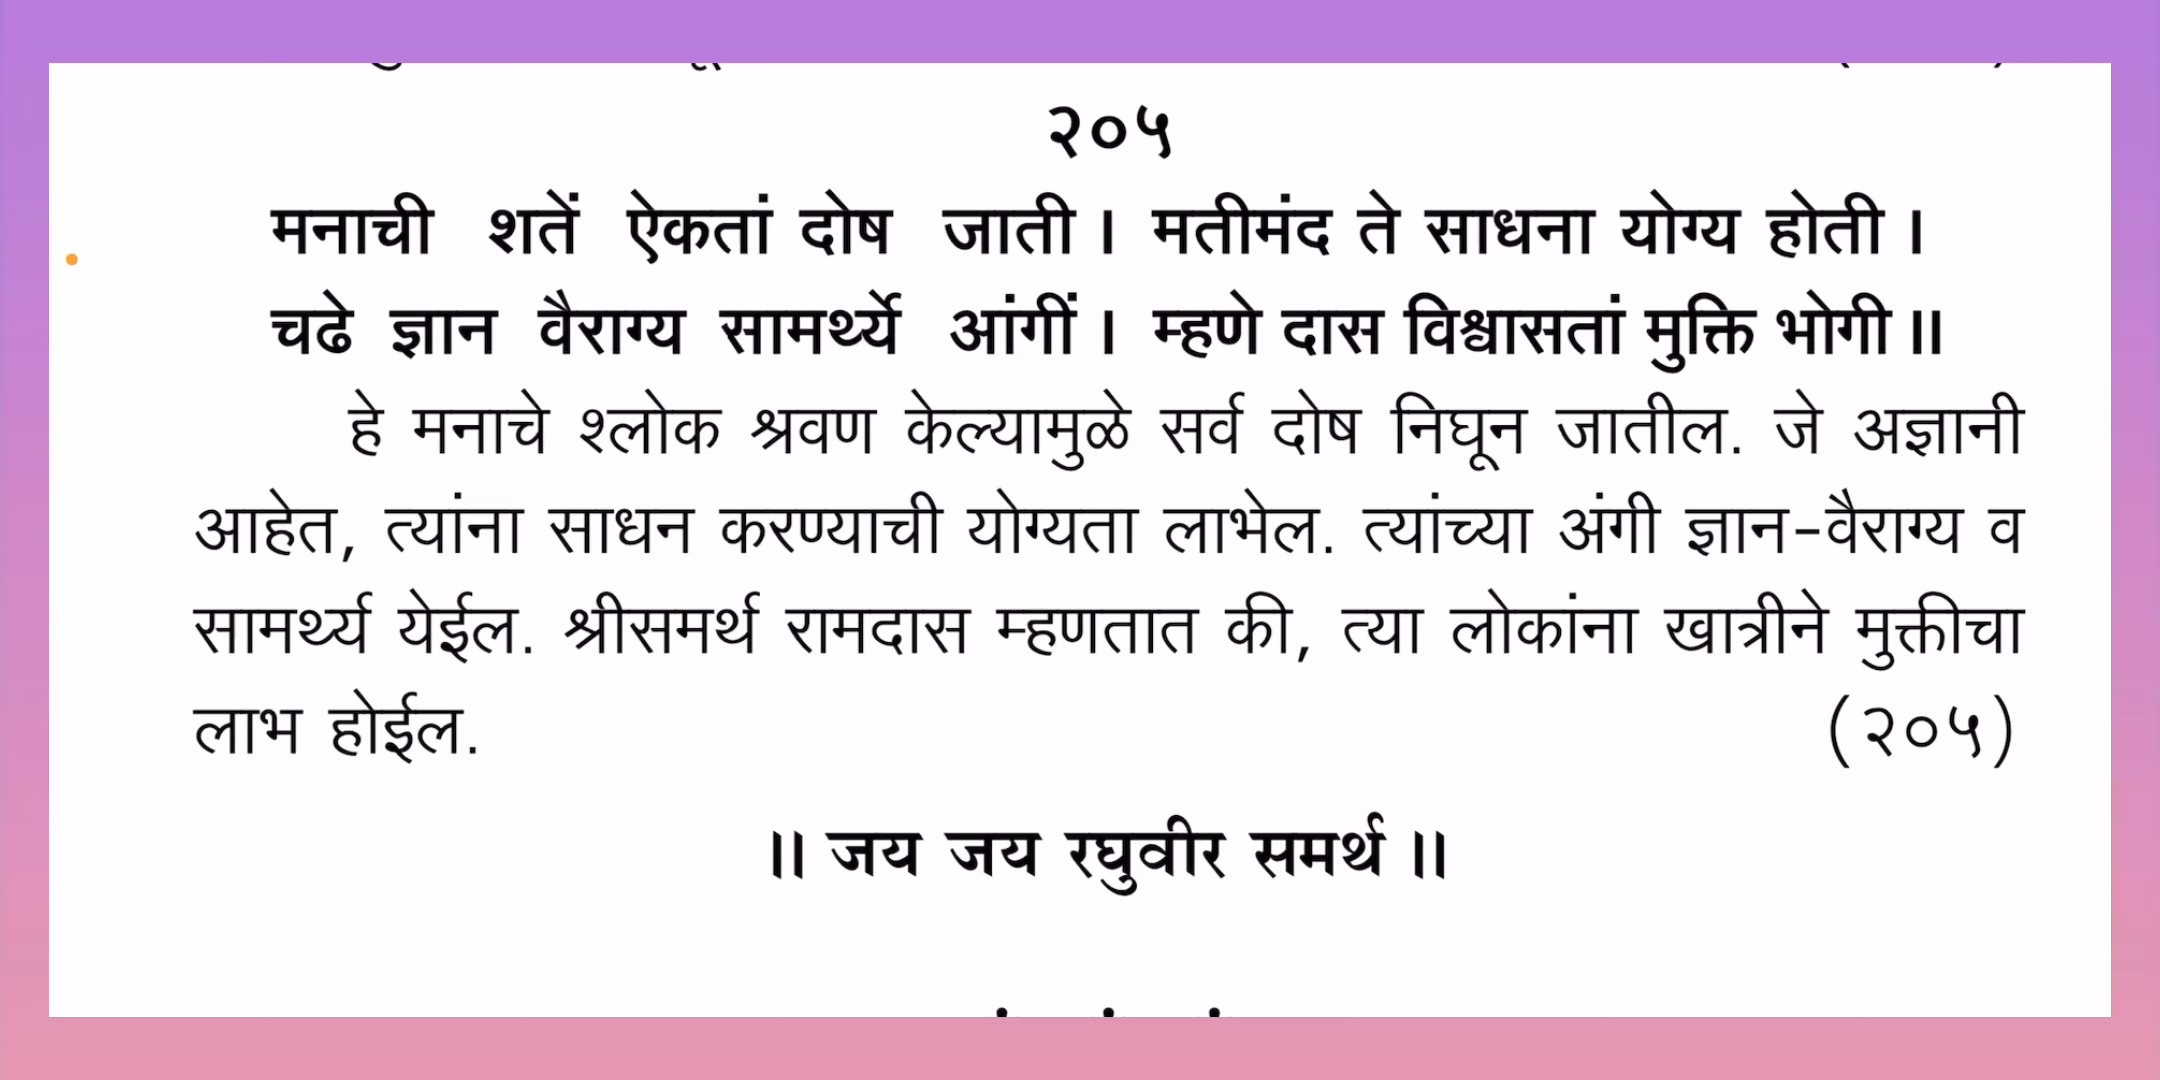 २०५
मनाची शतें ऐकतां दोष जाती । मतीमंद ते साधना योग्य होती ।
चढे ज्ञान वैराग्य सामर्थ्ये आंगीं । म्हणे दास विश्वासतां मुक्ति भोगी ॥
हे मनाचे श्लोक श्रवण केल्यामुळे सर्व दोष निघून जातील. जे अज्ञानी
आहेत, त्यांना साधन करण्याची योग्यता लाभेल. त्यांच्या अंगी ज्ञान-वैराग्य व
सामर्थ्य येईल. श्रीसमर्थ रामदास म्हणतात की, त्या लोकांना खात्रीने मुक्तीचा
लाभ होईल. (२०५)
॥ जय जय रघुवीर समर्थ ॥